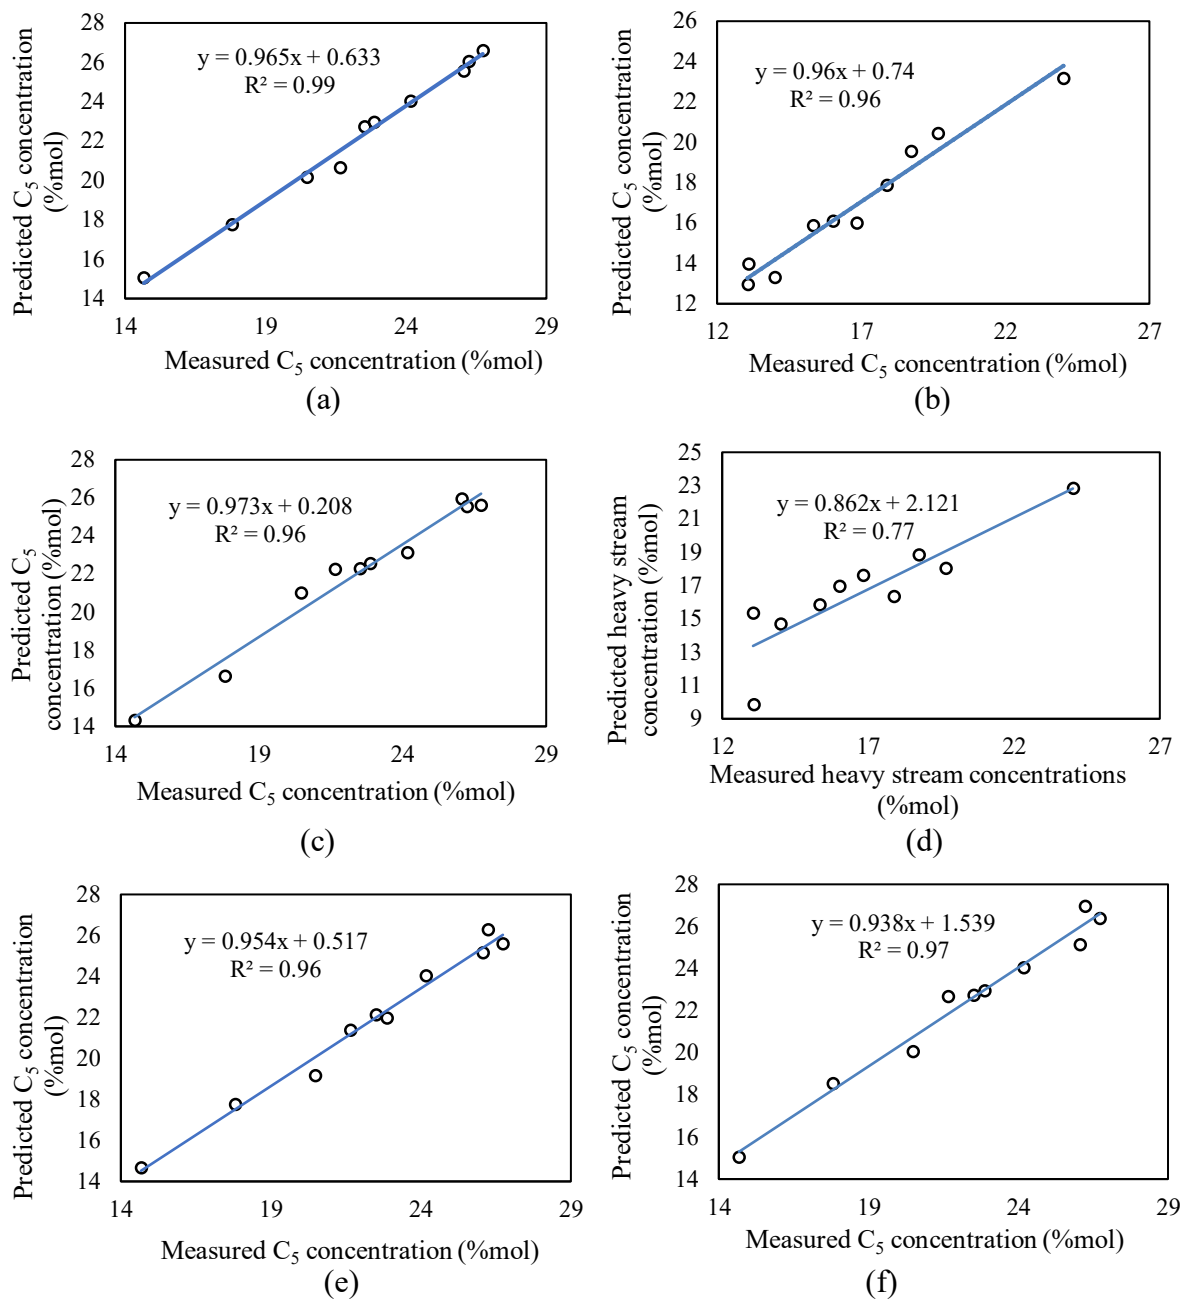 Predicted C₅ concentration
(%mol)
28
26
24
22
20
18
16
14
y = 0.965x + 0.633
R² = 0.99
14
19
24
29
Measured C₅ concentration (%mol)
(a)
Predicted C₅ concentration
(%mol)
26
24
22
20
18
16
14
12
y = 0.96x + 0.74
R² = 0.96
12
17
22
27
Measured C₅ concentration (%mol)
(b)
Predicted C₅
concentration (%mol)
28
26
24
22
20
18
16
14
y = 0.973x + 0.208
R² = 0.96
14
19
24
29
Measured C₅ concentration (%mol)
(c)
Predicted heavy stream
concentration (%mol)
25
23
21
19
17
15
13
11
9
y = 0.862x + 2.121
R² = 0.77
12
17
22
27
Measured heavy stream concentrations
(%mol)
(d)
Predicted C₅ concentration
(%mol)
28
26
24
22
20
18
16
14
y = 0.954x + 0.517
R² = 0.96
14
19
24
29
Measured C₅ concentration (%mol)
(e)
Predicted C₅ concentration
(%mol)
28
26
24
22
20
18
16
14
y = 0.938x + 1.539
R² = 0.97
14
19
24
29
Measured C₅ concentration (%mol)
(f)